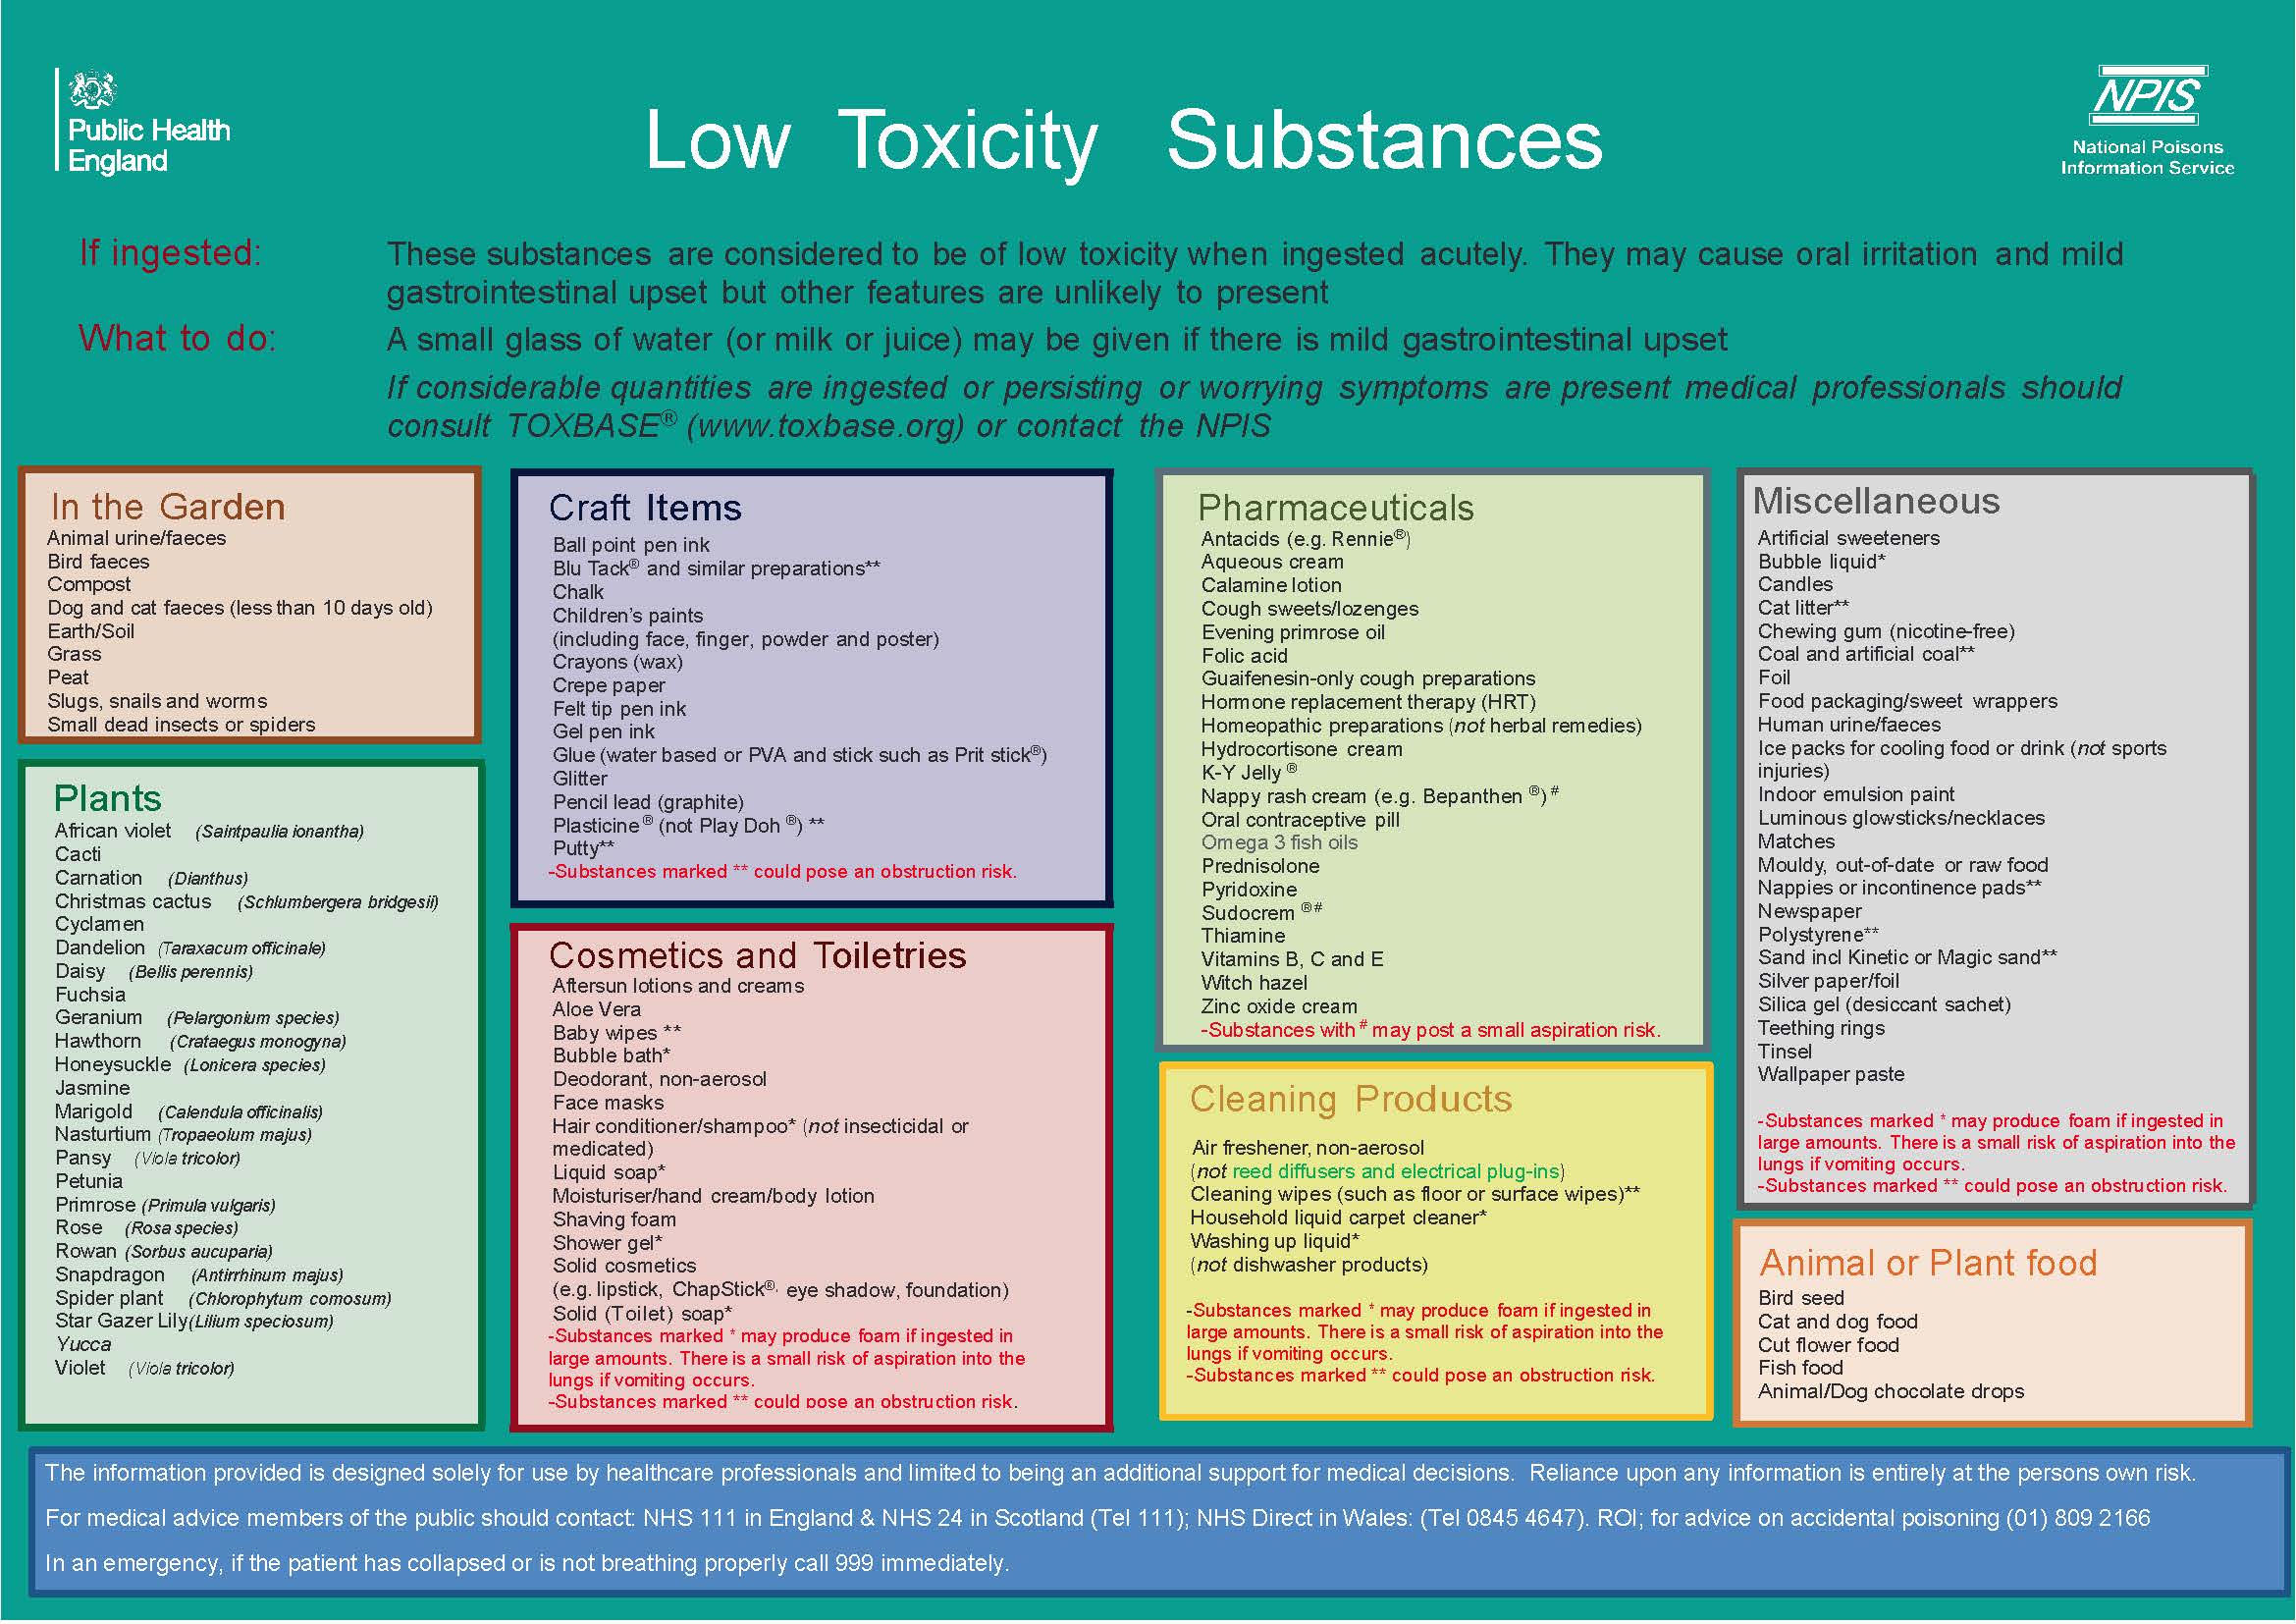 Public Health
England
Low Toxicity Substances
NPIS
National Poisons
Information Service
If ingested:
These substances are considered to be of low toxicity when ingested acutely. They may cause oral irritation and mild
gastrointestinal upset but other features are unlikely to present
What to do:
A small glass of water (or milk or juice) may be given if there is mild gastrointestinal upset
If considerable quantities are ingested or persisting or worrying symptoms are present medical professionals should
consult TOXBASE® (www.toxbase.org) or contact the NPIS
In the Garden
Animal urine/faeces
Bird faeces
Compost
Dog and cat faeces (less than 10 days old)
Earth/Soil
Grass
Peat
Slugs, snails and worms
Small dead insects or spiders
Plants
African violet (Saintpaulia ionantha)
Cacti
Carnation (Dianthus)
Christmas cactus (Schlumbergera bridgesii)
Cyclamen
Dandelion (Taraxacum officinale)
Daisy (Bellis perennis)
Fuchsia
Geranium (Pelargonium species)
Hawthorn (Crataegus monogyna)
Honeysuckle (Lonicera species)
Jasmine
Marigold (Calendula officinalis)
Nasturtium (Tropaeolum majus)
Pansy (Viola tricolor)
Petunia
Primrose (Primula vulgaris)
Rose (Rosa species)
Rowan (Sorbus aucuparia)
Snapdragon (Antirrhinum majus)
Spider plant (Chlorophytum comosum)
Star Gazer Lily(Lilium speciosum)
Yucca
Violet (Viola tricolor)
Craft Items
Ball point pen ink
Blu Tack® and similar preparations**
Chalk
Children's paints
(including face, finger, powder and poster)
Crayons (wax)
Crepe paper
Felt tip pen ink
Gel pen ink
Glue (water based or PVA and stick such as Prit stick®)
Glitter
Pencil lead (graphite)
Plasticine® (not Play Doh ®) **
Putty**
-Substances marked ** could pose an obstruction risk.
Cosmetics and Toiletries
Aftersun lotions and creams
Aloe Vera
Baby wipes **
Bubble bath*
Deodorant, non-aerosol
Face masks
Hair conditioner/shampoo* (not insecticidal or
medicated)
Liquid soap*
Moisturiser/hand cream/body lotion
Shaving foam
Shower gel*
Solid cosmetics
(e.g. lipstick, ChapStick®, eye shadow, foundation)
Solid (Toilet) soap*
-Substances marked * may produce foam if ingested in
large amounts. There is a small risk of aspiration into the
lungs if vomiting occurs.
-Substances marked ** could pose an obstruction risk.
Pharmaceuticals
Antacids (e.g. Rennie®)
Aqueous cream
Calamine lotion
Cough sweets/lozenges
Evening primrose oil
Folic acid
Guaifenesin-only cough preparations
Hormone replacement therapy (HRT)
Homeopathic preparations (not herbal remedies)
Hydrocortisone cream
K-Y Jelly ®
Nappy rash cream (e.g. Bepanthen ®) #
Oral contraceptive pill
Omega 3 fish oils
Prednisolone
Pyridoxine
Sudocrem ®#
Thiamine
Vitamins B, C and E
Witch hazel
Zinc oxide cream
-Substances with # may post a small aspiration risk.
Cleaning Products
Air freshener, non-aerosol
(not reed diffusers and electrical plug-ins)
Cleaning wipes (such as floor or surface wipes)**
Household liquid carpet cleaner*
Washing up liquid*
(not dishwasher products)
-Substances marked * may produce foam if ingested in
large amounts. There is a small risk of aspiration into the
lungs if vomiting occurs.
-Substances marked ** could pose an obstruction risk.
Miscellaneous
Artificial sweeteners
Bubble liquid*
Candles
Cat litter**
Chewing gum (nicotine-free)
Coal and artificial coal**
Foil
Food packaging/sweet wrappers
Human urine/faeces
Ice packs for cooling food or drink (not sports
injuries)
Indoor emulsion paint
Luminous glowsticks/necklaces
Matches
Mouldy, out-of-date or raw food
Nappies or incontinence pads**
Newspaper
Polystyrene**
Sand incl Kinetic or Magic sand**
Silver paper/foil
Silica gel (desiccant sachet)
Teething rings
Tinsel
Wallpaper paste
-Substances marked * may produce foam if ingested in
large amounts. There is a small risk of aspiration into the
lungs if vomiting occurs.
-Substances marked ** could pose an obstruction risk.
Animal or Plant food
Bird seed
Cat and dog food
Cut flower food
Fish food
Animal/Dog chocolate drops
The information provided is designed solely for use by healthcare professionals and limited to being an additional support for medical decisions. Reliance upon any information is entirely at the persons own risk.
For medical advice members of the public should contact: NHS 111 in England & NHS 24 in Scotland (Tel 111); NHS Direct in Wales: (Tel 0845 4647). ROI; for advice on accidental poisoning (01) 809 2166
In an emergency, if the patient has collapsed or is not breathing properly call 999 immediately.